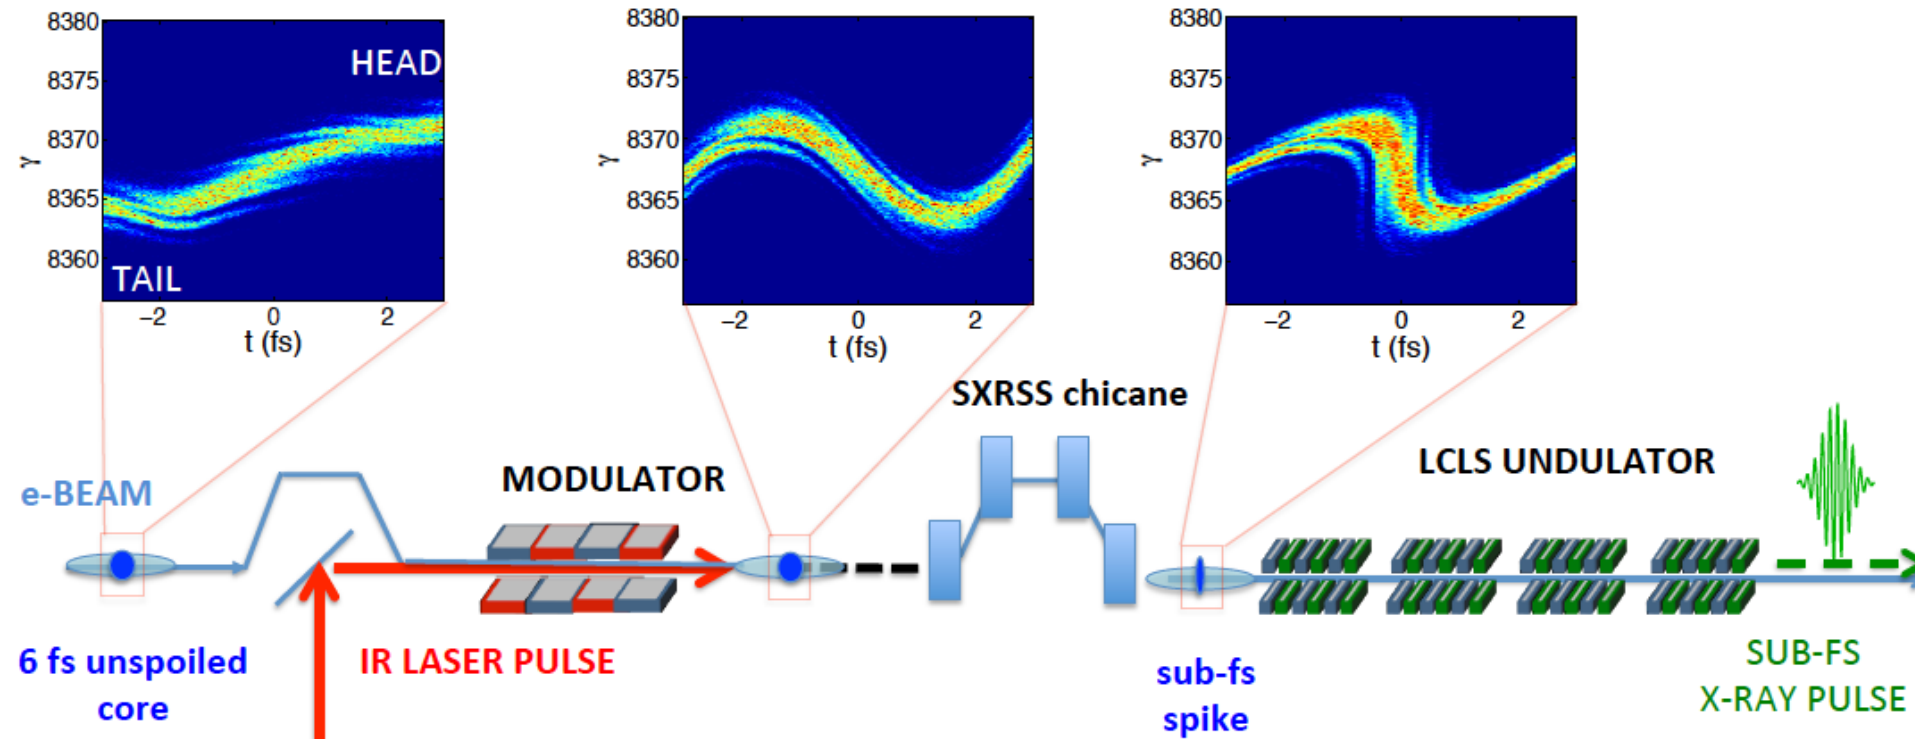 8380
8375
8370
8365
8360
γ
HEAD
TAIL
−2
0
2
t (fs)
8380
8375
8370
8365
8360
γ
−2
0
2
t (fs)
8380
8375
8370
8365
8360
γ
−2
0
2
t (fs)
SXRSS chicane
e-BEAM
MODULATOR
LCLS UNDULATOR
6 fs unspoiled
core
IR LASER PULSE
sub-fs
spike
SUB-FS
X-RAY PULSE